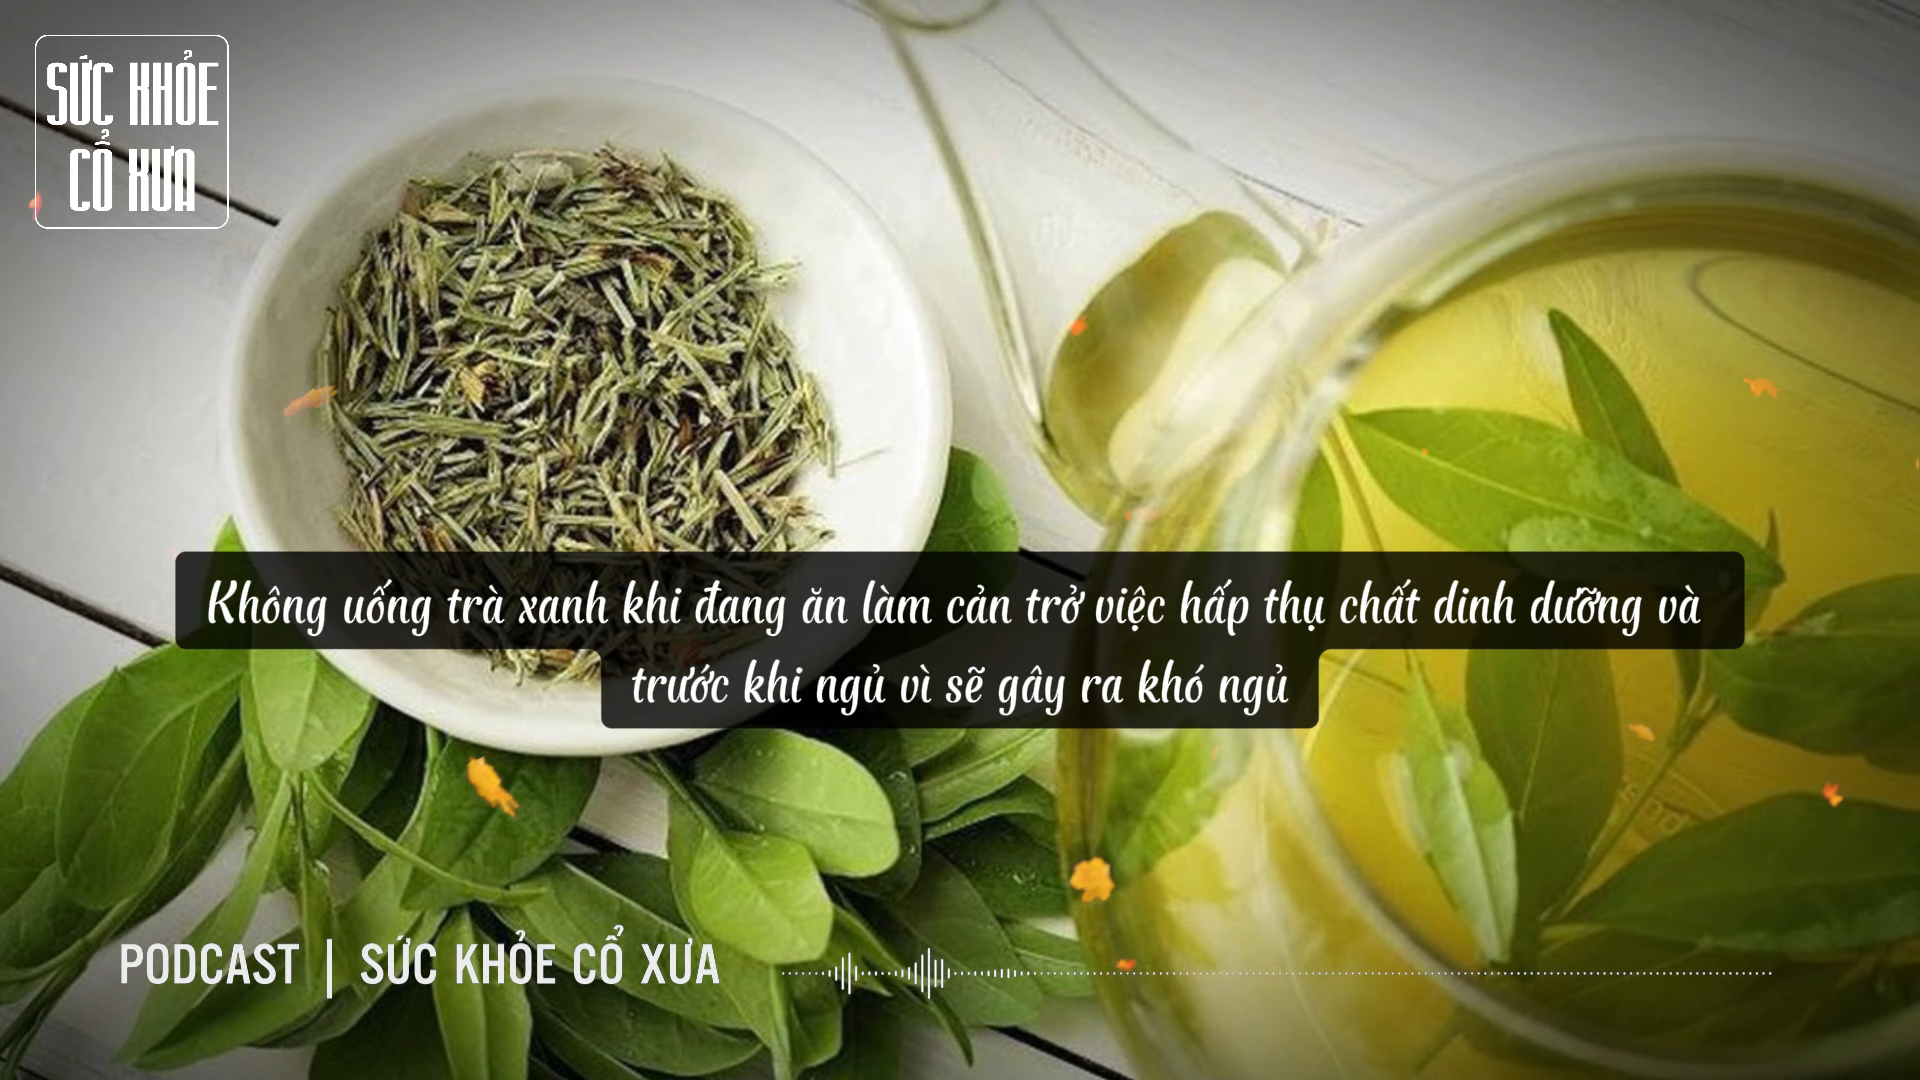 SỨC KHỎE
CỔ XƯA
Không uống trà xanh khi đang ăn làm cản trở việc hấp thụ chất dinh dưỡng và
trước khi ngủ vì sẽ gây ra khó ngủ
PODCAST | SỨC KHỎE CỔ XƯA